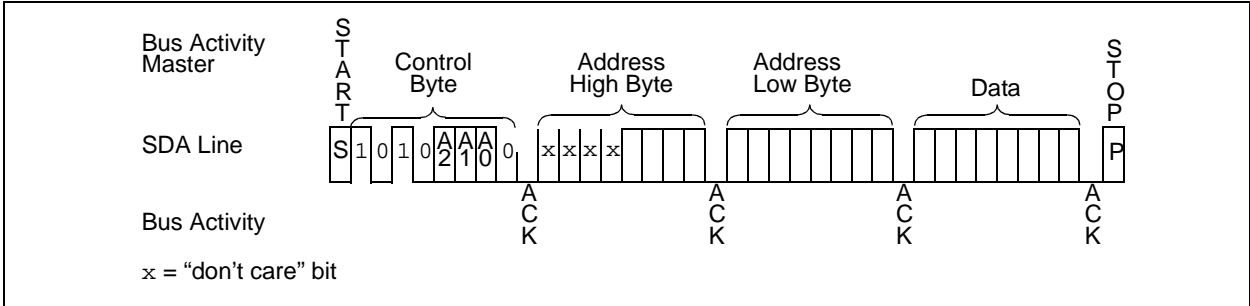 Bus Activity
Master
START
Control
Byte
Address
High Byte
Address
Low Byte
Data
STOP
SDA Line
S 1 0 1 0 A2 A1 A0 0 x x x x P
Bus Activity
ACK ACK ACK ACK
x = “don’t care” bit